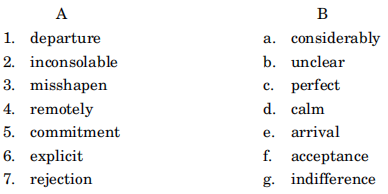 A B
1. departure a. considerably
2. inconsolable b. unclear
3. misshapen c. perfect
4. remotely d. calm
5. commitment e. arrival
6. explicit f. acceptance
7. rejection g. indifference